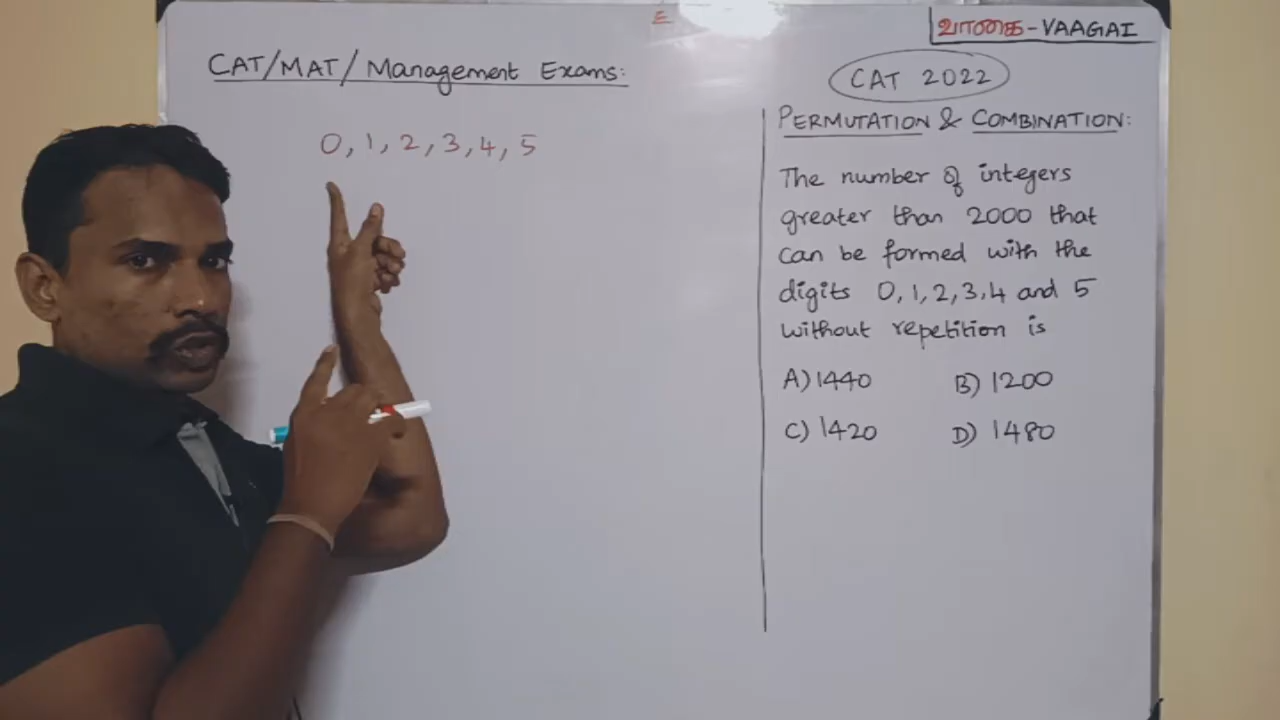 E
வாகை-VAAGAI
CAT/MAT/Management Exams:
0, 1, 2, 3, 4, 5
CAT 2022
PERMUTATION & COMBINATION:
The number of integers
greater than 2000 that
can be formed with the
digits 0, 1, 2, 3, 4 and 5
without repetition is
A) 1440 B) 1200
C) 1420 D) 1480